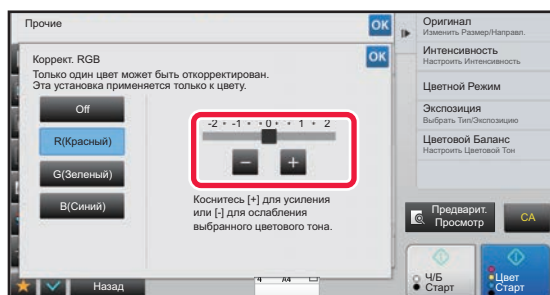 Прочие
OK
Коррект. RGB
OK
Только один цвет может быть откорректирован.
Эта установка применяется только к цвету.
Off
R(Красный)
G(Зеленый)
B(Синий)
-2 • -1 • • 0 • • 1 • 2
Коснитесь [+] для усиления
или [-] для ослабления
выбранного цветового тона.
Назад
Оригинал
Изменить Размер/Направл.
Интенсивность
Настроить Интенсивность
Цветной Режим
Экспозиция
Выбрать Тип/Экспозицию
Цветовой Баланс
Настроить Цветовой Тон
Предварит.
Просмотр
CA
Ч/Б
Старт
Цвет
Старт